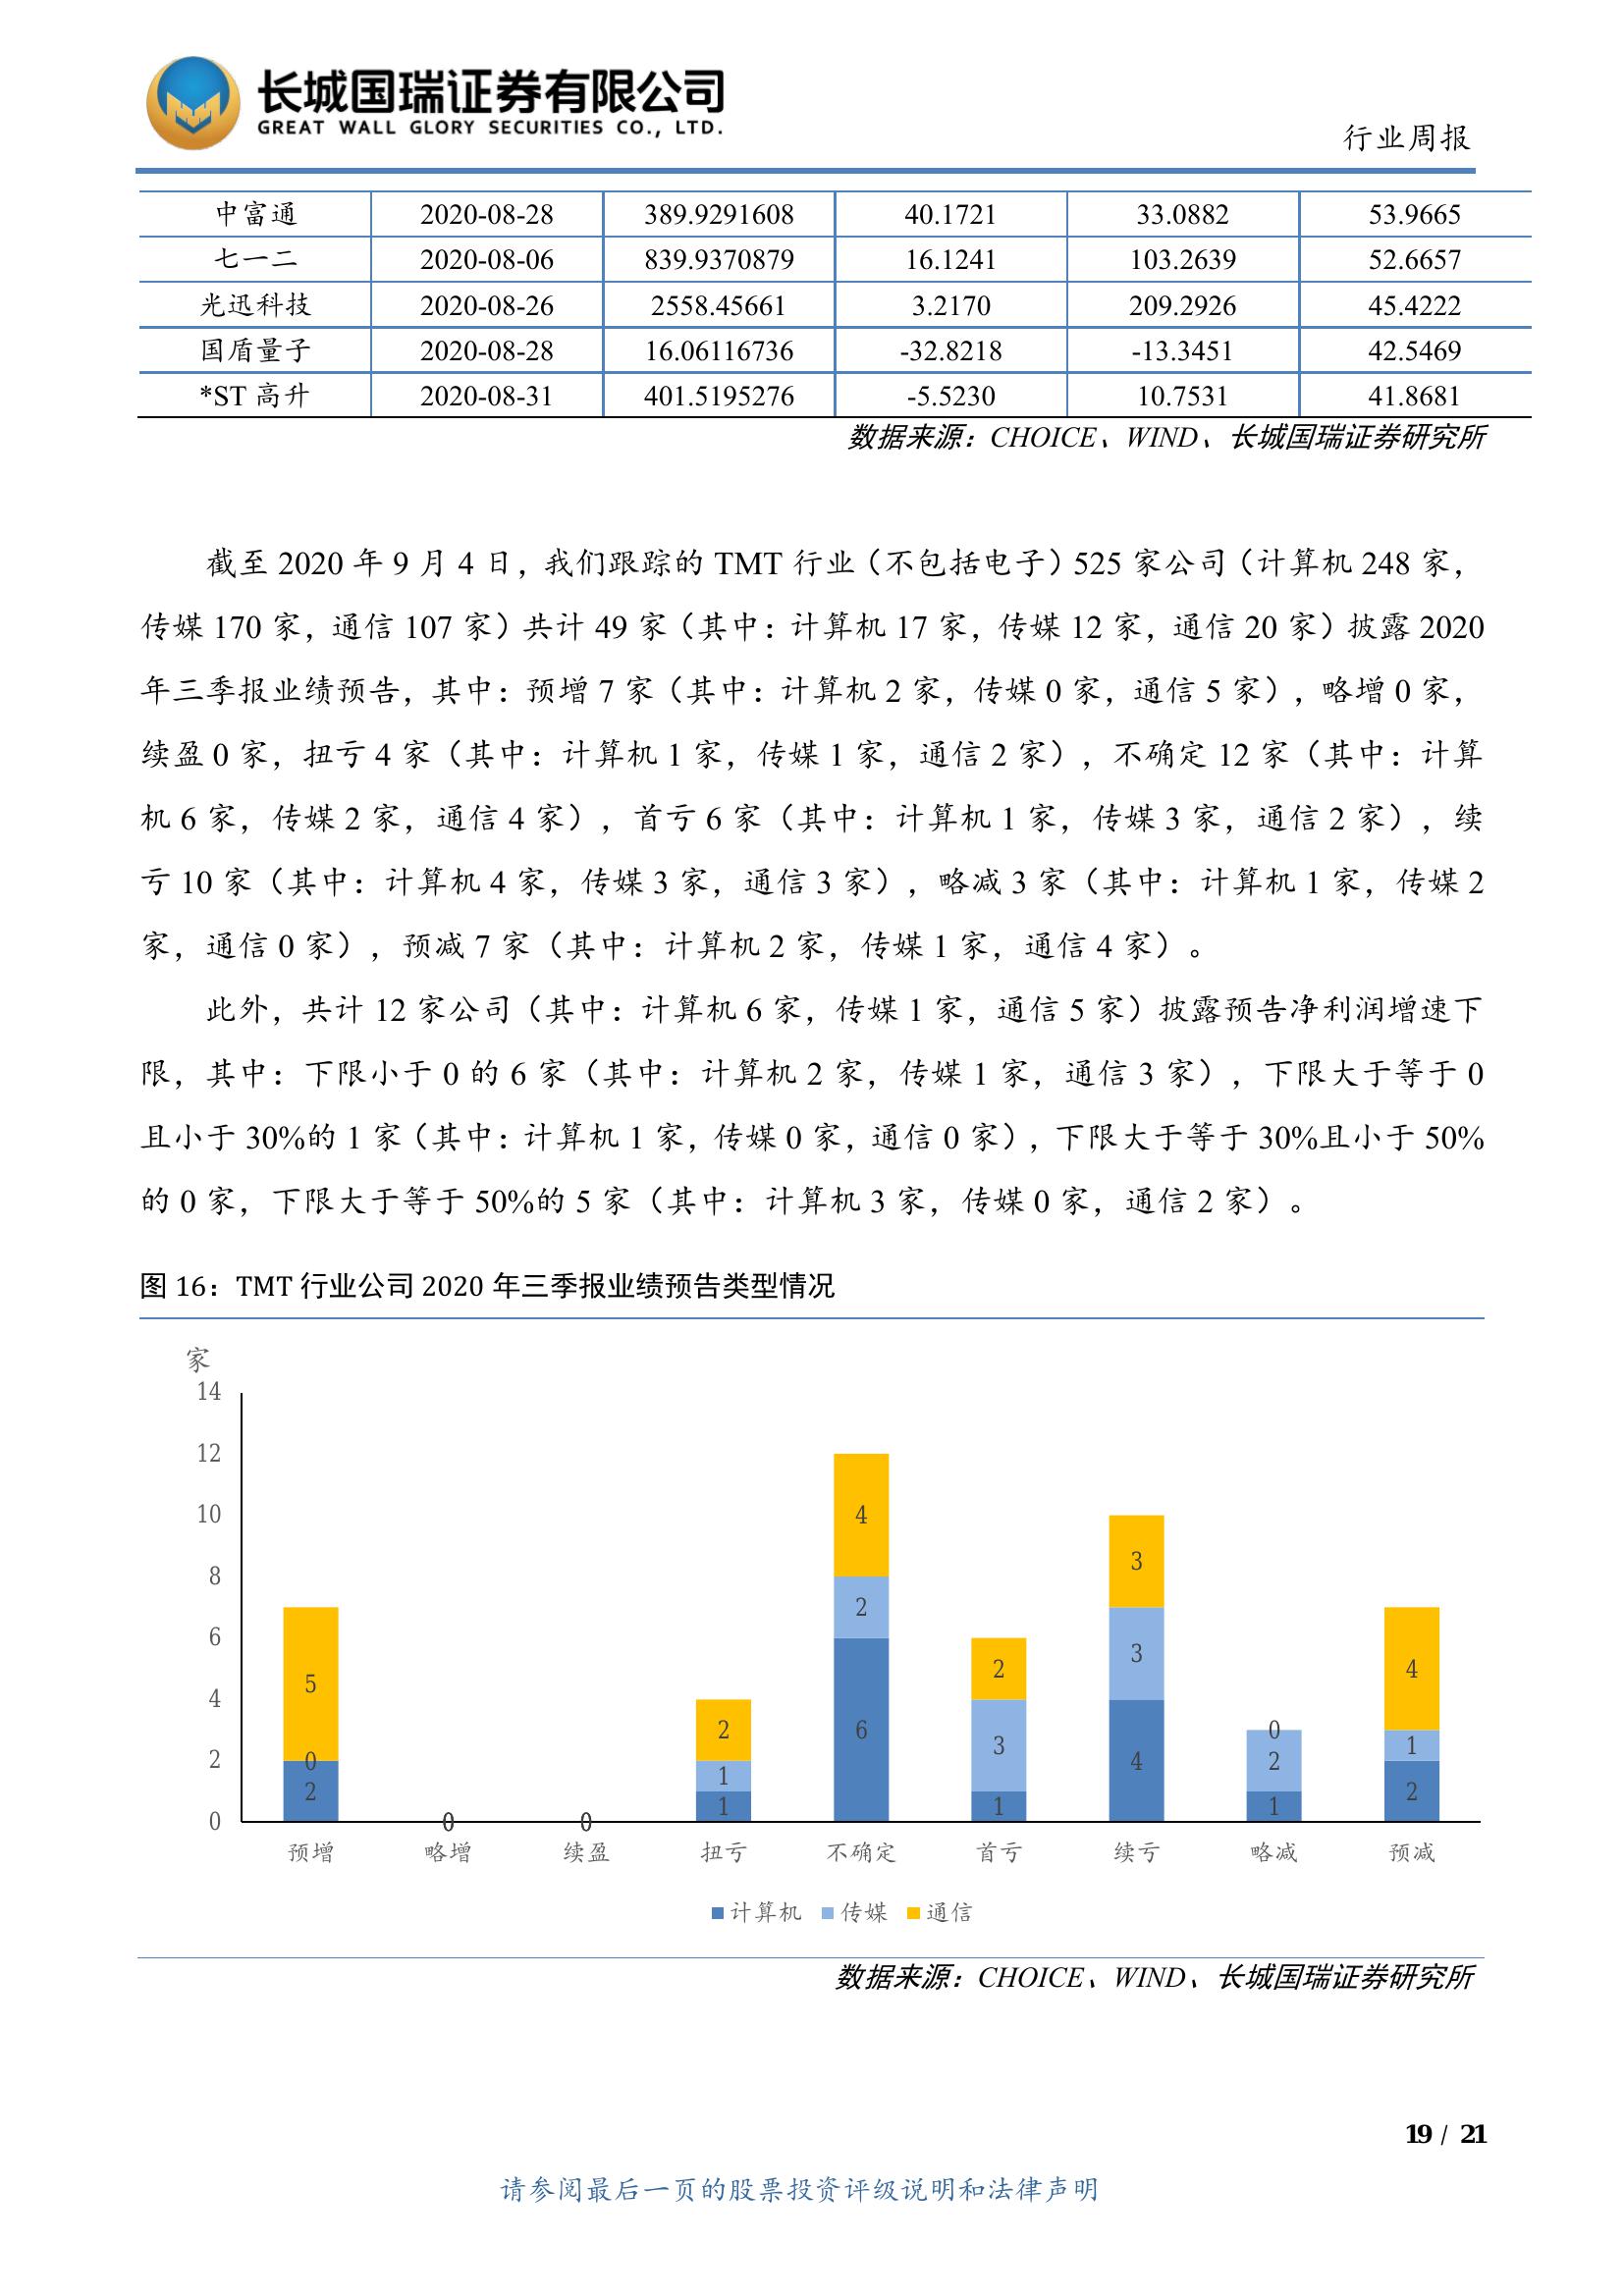 长城国瑞证券有限公司
GREAT WALL GLORY SECURITIES CO., LTD.
行业周报
中富通 2020-08-28 389.9291608 40.1721 33.0882 53.9665
七一二 2020-08-06 839.9370879 16.1241 103.2639 52.6657
光迅科技 2020-08-26 2558.45661 3.2170 209.2926 45.4222
国盾量子 2020-08-28 16.06116736 -32.8218 -13.3451 42.5469
*ST 高升 2020-08-31 401.5195276 -5.5230 10.7531 41.8681
数据来源：CHOICE、WIND、长城国瑞证券研究所
截至 2020 年 9 月 4 日，我们跟踪的 TMT 行业（不包括电子）525 家公司（计算机 248 家，
传媒 170 家，通信 107 家）共计 49 家（其中：计算机 17 家，传媒 12 家，通信 20 家）披露 2020
年三季报业绩预告，其中：预增 7 家（其中：计算机 2 家，传媒 0 家，通信 5 家），略增 0 家，
续盈 0 家，扭亏 4 家（其中：计算机 1 家，传媒 1 家，通信 2 家），不确定 12 家（其中：计算
机 6 家，传媒 2 家，通信 4 家），首亏 6 家（其中：计算机 1 家，传媒 3 家，通信 2 家），续
亏 10 家（其中：计算机 4 家，传媒 3 家，通信 3 家），略减 3 家（其中：计算机 1 家，传媒 2
家，通信 0 家），预减 7 家（其中：计算机 2 家，传媒 1 家，通信 4 家）。
此外，共计 12 家公司（其中：计算机 6 家，传媒 1 家，通信 5 家）披露预告净利润增速下
限，其中：下限小于 0 的 6 家（其中：计算机 2 家，传媒 1 家，通信 3 家），下限大于等于 0
且小于 30%的 1 家（其中：计算机 1 家，传媒 0 家，通信 0 家），下限大于等于 30%且小于 50%
的 0 家，下限大于等于 50%的 5 家（其中：计算机 3 家，传媒 0 家，通信 2 家）。
图 16：TMT 行业公司 2020 年三季报业绩预告类型情况
家
14
12
10
8
6
4
2
0
5
0
2
0
0
2
1
1
4
2
6
2
3
1
3
3
4
0
2
1
4
1
2
预增 略增 续盈 扭亏 不确定 首亏 续亏 略减 预减
计算机 传媒 通信
数据来源：CHOICE、WIND、长城国瑞证券研究所
19 / 21
请参阅最后一页的股票投资评级说明和法律声明